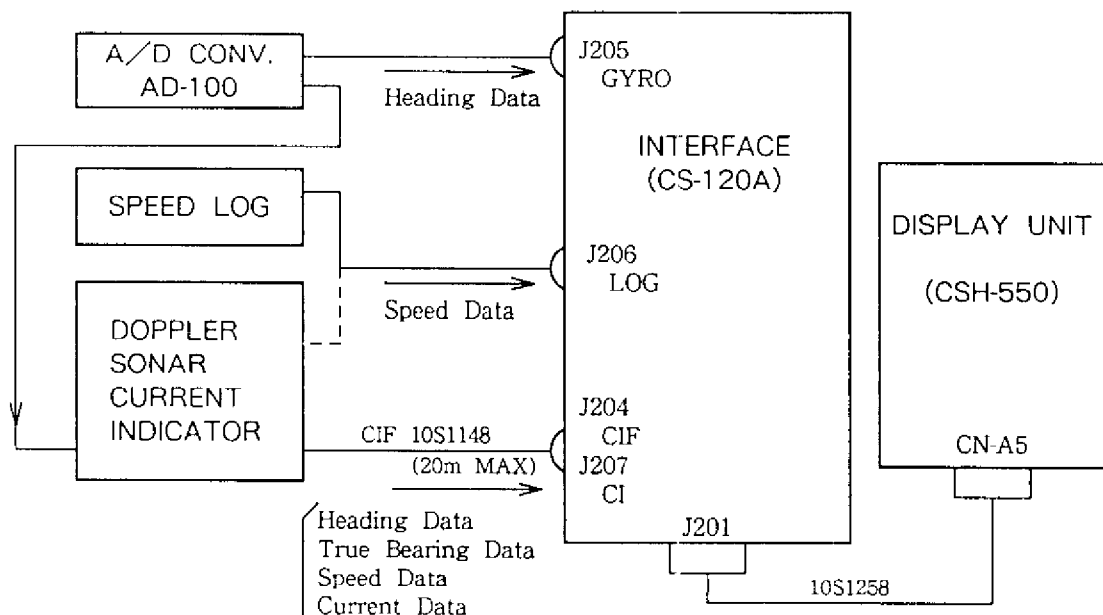 A/D CONV.
AD-100
Heading Data
J205
GYRO
INTERFACE
(CS-120A)
SPEED LOG
J206
LOG
Speed Data
DISPLAY UNIT
(CSH-550)
CN-A5
DOPPLER
SONAR
CURRENT
INDICATOR
CIF 10S1148
(20m MAX)
J204
CIF
J207
CI
Heading Data
True Bearing Data
Speed Data
Current Data
J201
10S1258